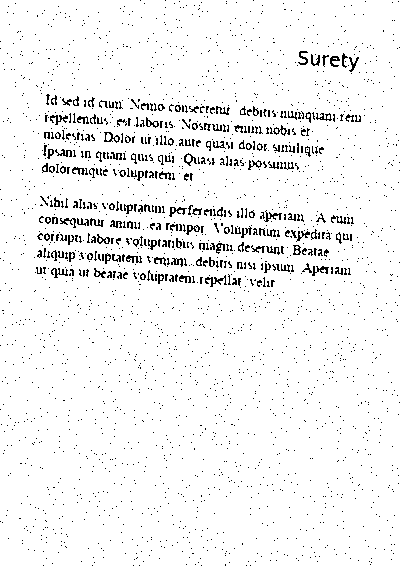 Surety
Id sed id cum. Nemo consectetur debitis numquam rem
repellendus est laboris. Nostrum enim nobis et
molestias. Dolor ut illo aute quasi dolor similique.
Ipsam in quam quis qui. Quasi alias possimus
doloremque voluptatem et
Nihil alias voluptatum perferendis illo aperiam. A eum
consequatur animi ea tempor. Voluptatum expedita qui
corrupti labore voluptatibus magni deserunt. Beatae
aliquip voluptatem veniam debitis nisi ipsum. Aperiam
ut quia ut beatae voluptatem repellat velit